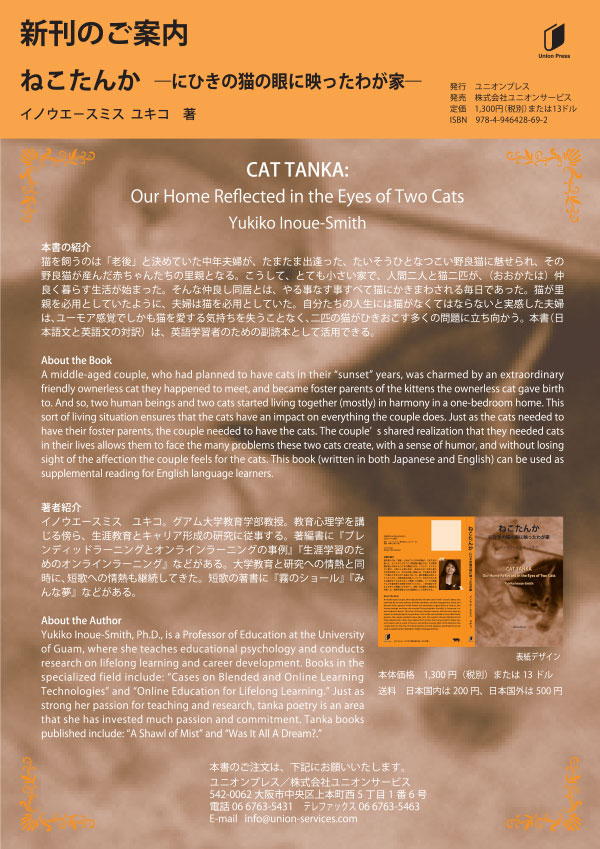 新刊のご案内
Union Press
ねこたんか ―にひきの猫の眼に映ったわが家―
イノウエースミス ユキコ 著
発行 ユニオンプレス
発売 株式会社ユニオンサービス
定価 1,300円(税別)または13ドル
ISBN 978-4-946428-69-2
CAT TANKA:
Our Home Reflected in the Eyes of Two Cats
Yukiko Inoue-Smith
本書の紹介
猫を飼うのは「老後」と決めていた中年夫婦が、たまたま出逢った、たいそうひとなつこい野良猫に魅せられ、その
野良猫が産んだ赤ちゃんたちの里親となる。こうして、とても小さい家で、人間二人と猫二匹が、(おおかたは)仲
良く暮らす生活が始まった。そんな仲良し同居とは、やる事なす事すべて猫にかきまわされる毎日であった。猫が里
親を必用としていたように、夫婦は猫を必用としていた。自分たちの人生には猫がなくてはならないと実感した夫婦
は、ユーモア感覚でしかも猫を愛する気持ちを失うことなく、二匹の猫がひきおこす多くの問題に立ち向かう。本書(日
本語文と英語文の対訳)は、英語学習者のための副読本として活用できる。
About the Book
A middle-aged couple, who had planned to have cats in their “sunset” years, was charmed by an extraordinary
friendly ownerless cat they happened to meet, and became foster parents of the kittens the ownerless cat gave birth
to. And so, two human beings and two cats started living together (mostly) in harmony in a one-bedroom home. This
sort of living situation ensures that the cats have an impact on everything the couple does. Just as the cats needed to
have their foster parents, the couple needed to have the cats. The couple’s shared realization that they needed cats
in their lives allows them to face the many problems these two cats create, with a sense of humor, and without losing
sight of the affection the couple feels for the cats. This book (written in both Japanese and English) can be used as
supplemental reading for English language learners.
著者紹介
イノウエースミス ユキコ。グアム大学教育学部教授。教育心理学を講
じる傍ら、生涯教育とキャリア形成の研究に従事する。著編書に『ブレ
ンディッドラーニングとオンラインラーニングの事例』『生涯学習のた
めのオンラインラーニング』などがある。大学教育と研究への情熱と同
時に、短歌への情熱も継続してきた。短歌の著書に『霧のショール』『み
んな夢』などがある。
About the Author
Yukiko Inoue-Smith, Ph.D., is a Professor of Education at the University
of Guam, where she teaches educational psychology and conducts
research on lifelong learning and career development. Books in the
specialized field include: “Cases on Blended and Online Learning
Technologies” and “Online Education for Lifelong Learning.” Just as
strong her passion for teaching and research, tanka poetry is an area
that she has invested much passion and commitment. Tanka books
published include: “A Shawl of Mist” and “Was It All A Dream?.”
ねこたんか
ねこたんか
にひきの猫の眼に映ったわが家
CAT TANKA
Our Home Reflected in the Eyes of Two Cats
Yukiko Inoue-Smith
表紙デザイン
本体価格 1,300円(税別)または13ドル
送料 日本国内は200円、日本国外は500円
本書のご注文は、下記にお願いいたします。
ユニオンプレス/株式会社ユニオンサービス
542-0062 大阪市中央区上本町西5丁目1番6号
電話 06 6763-5431 テレファックス 06 6763-5463
E-mail info@union-services.com